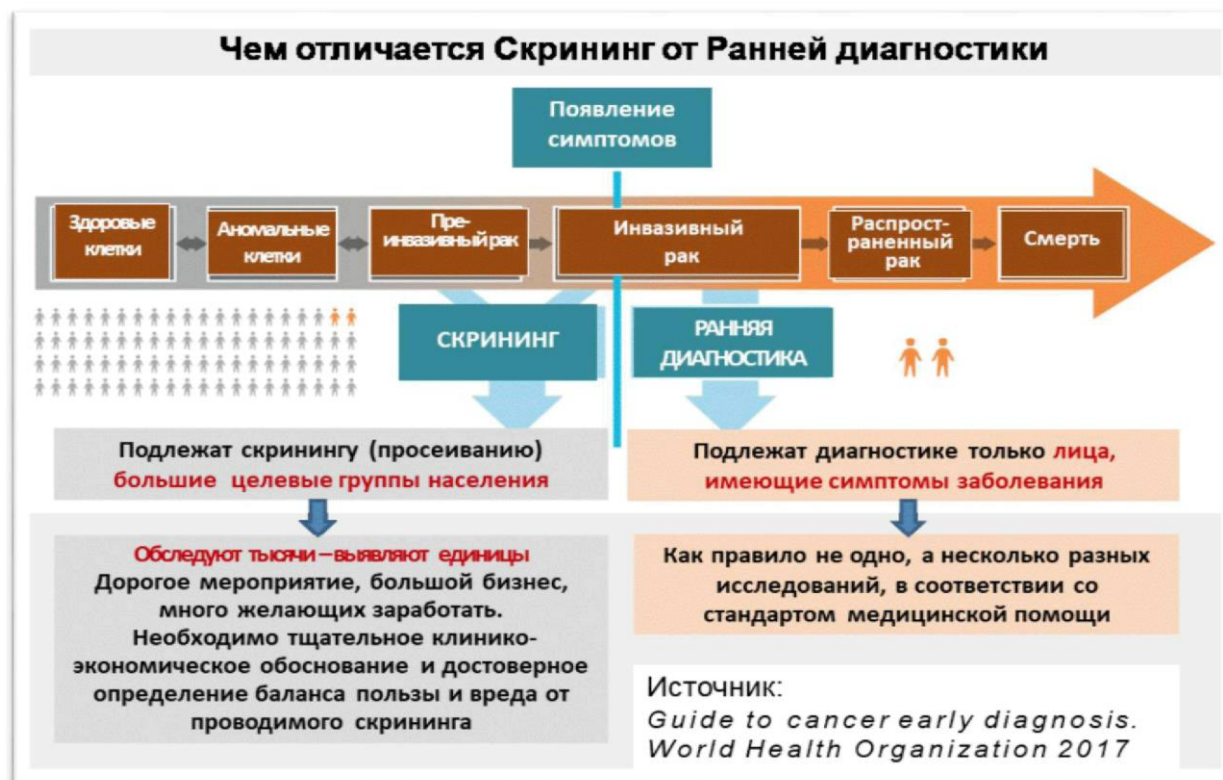 Чем отличается Скрининг от Ранней диагностики
Появление
симптомов
Здоровые
клетки
Аномальные
клетки
Пре-
инвазивный рак
Инвазивный
рак
Распрост-
раненный
рак
Смерть
СКРИНИНГ
РАННЯЯ
ДИАГНОСТИКА
Подлежат скринингу (просеиванию)
большие целевые группы населения
Подлежат диагностике только лица,
имеющие симптомы заболевания
Обследуют тысячи – выявляют единицы
Дорогое мероприятие, большой бизнес,
много желающих заработать.
Необходимо тщательное клинико-
экономическое обоснование и достоверное
определение баланса пользы и вреда от
проводимого скрининга
Как правило не одно, а несколько разных
исследований, в соответствии со
стандартом медицинской помощи
Источник:
Guide to cancer early diagnosis.
World Health Organization 2017